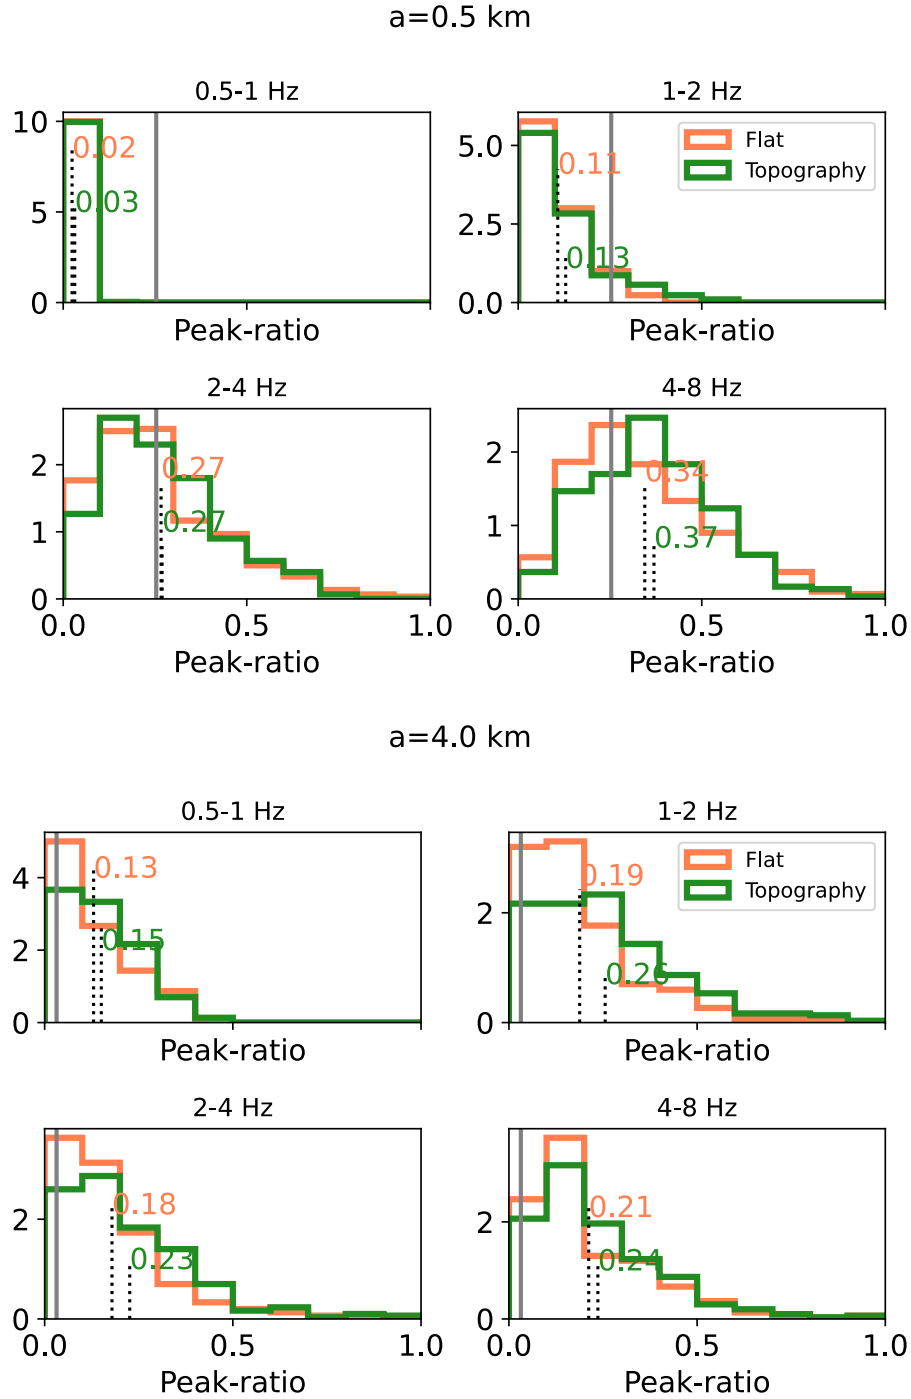 a=0.5 km
0.5-1 Hz
1-2 Hz
10
5
0
0.02
0.03
Peak-ratio
5.0
2.5
0.0
0.11
0.13
Flat
Topography
Peak-ratio
2-4 Hz
4-8 Hz
2
1
0
0.27
0.27
0.0
0.5
1.0
Peak-ratio
2
1
0
0.34
0.37
0.0
0.5
1.0
Peak-ratio
a=4.0 km
0.5-1 Hz
1-2 Hz
4
2
0
0.13
0.15
Peak-ratio
2
0
0.19
0.26
Flat
Topography
Peak-ratio
2-4 Hz
4-8 Hz
2
0
0.18
0.23
0.0
0.5
1.0
Peak-ratio
2
0
0.21
0.24
0.0
0.5
1.0
Peak-ratio